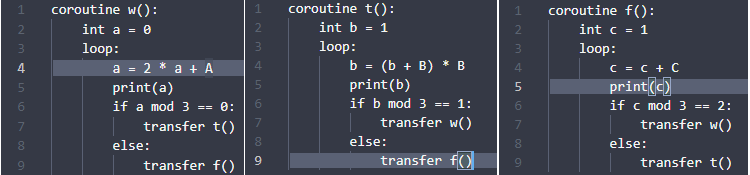 1 coroutine w():
2 int a = 0
3 loop:
4 a = 2 * a + A
5 print(a)
6 if a mod 3 == 0:
7 transfer t()
8 else:
9 transfer f()
1 coroutine t():
2 int b = 1
3 loop:
4 b = (b + B) * B
5 print(b)
6 if b mod 3 == 1:
7 transfer w()
8 else:
9 transfer f()
1 coroutine f():
2 int c = 1
3 loop:
4 c = c + C
5 print(c)
6 if c mod 3 == 2:
7 transfer w()
8 else:
9 transfer t()